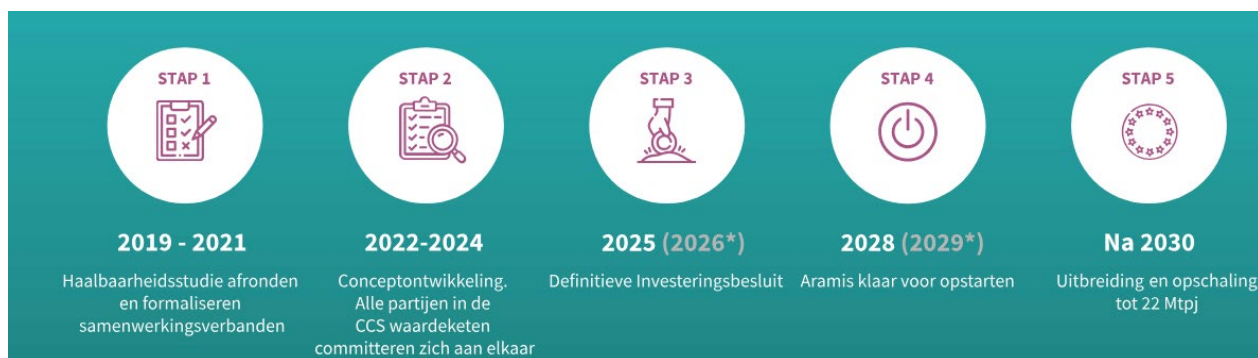 STAP 1
STAP 2
STAP 3
STAP 4
STAP 5
2019 - 2021
Haalbaarheidsstudie afronden
en formaliseren
samenwerkingsverbanden
2022-2024
Conceptontwikkeling.
Alle partijen in de
CCS waardeketen
committeren zich aan elkaar
2025 (2026*)
Definitieve Investeringsbesluit
2028 (2029*)
Aramis klaar voor opstarten
Na 2030
Uitbreiding en opschaling
tot 22 Mtpj